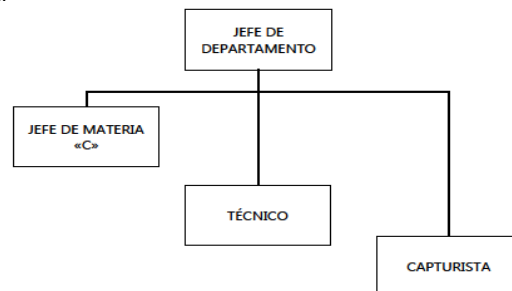 JEFE DE
DEPARTAMENTO
JEFE DE MATERIA
«C»
TÉCNICO
CAPTURISTA